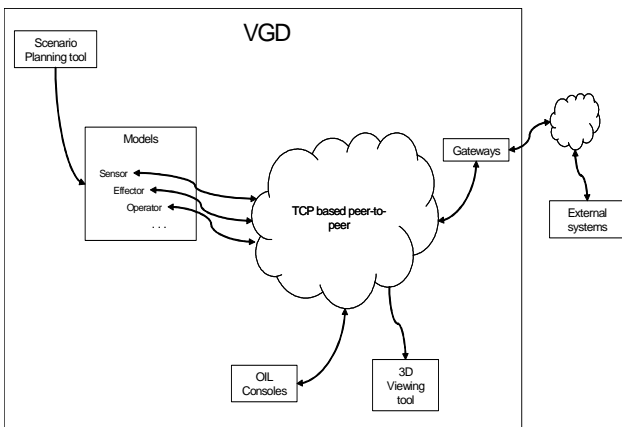 VGD
Scenario
Planning tool
Models
Sensor
Effector
Operator
. . .
TCP based peer-to-
peer
Gateways
External
systems
OIL
Consoles
3D
Viewing
tool